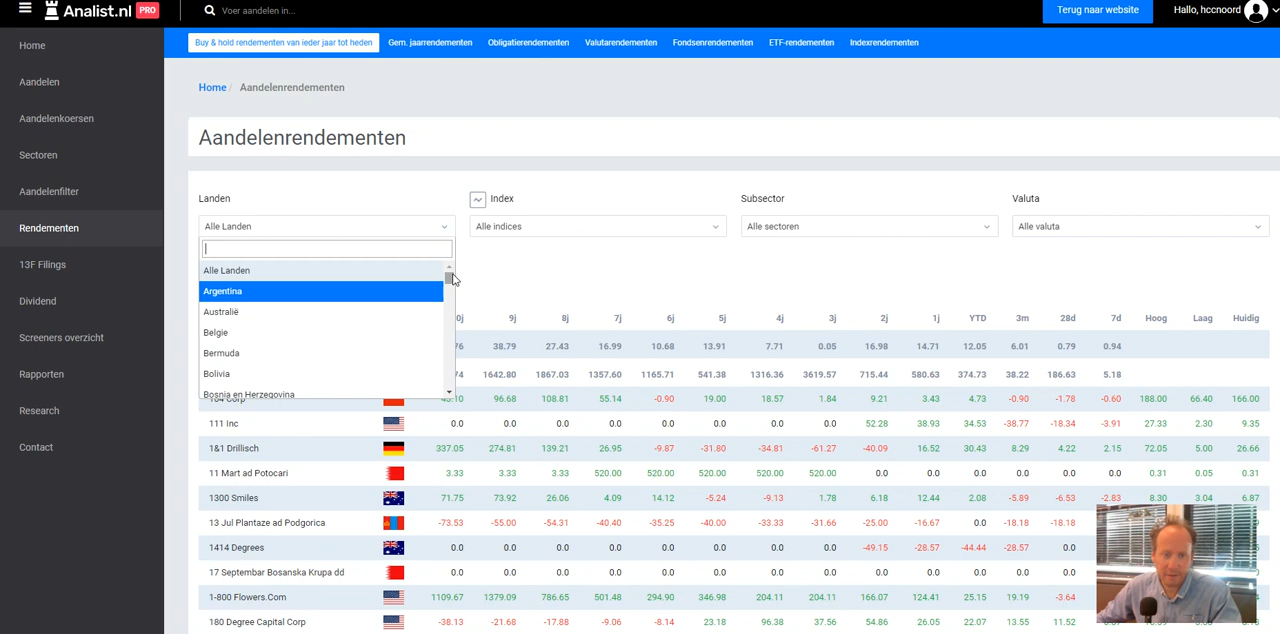 Analist.nl PRO
Voer aandelen in...
Terug naar website
Hallo, hccnoord
Home
Aandelen
Aandelenkoersen
Sectoren
Aandelenfilter
Rendementen
13F Filings
Dividend
Screeners overzicht
Rapporten
Research
Contact
Buy & hold rendementen van ieder jaar tot heden Gem. jaarrendementen Obligatierendementen Valutarendementen Fondsenrendementen ETF-rendementen Indexrendementen
Home / Aandelenrendementen
Aandelenrendementen
Landen Index Subsector Valuta
Alle Landen Alle indices Alle sectoren Alle valuta
Alle Landen
Argentina
Australië
Belgie
Bermuda
Bolivia
Bosnia en Herzegovina
0j 9j 8j 7j 6j 5j 4j 3j 2j 1j YTD 3m 28d 7d Hoog Laag Huidig
76 38.79 27.43 16.99 10.68 13.91 7.71 0.05 16.98 14.71 12.05 6.01 0.79 0.94
74 1642.80 1867.03 1357.60 1165.71 541.38 1316.36 3619.57 715.44 580.63 374.73 38.22 186.63 5.18
104 Corp 45.10 96.68 108.81 55.14 -0.90 19.00 18.57 1.84 9.21 3.43 4.73 -0.90 -1.78 -0.60 188.00 66.40 166.00
111 Inc 0.0 0.0 0.0 0.0 0.0 0.0 0.0 0.0 52.28 38.93 34.53 -38.77 -18.34 -3.91 27.33 2.30 9.35
1&1 Drillisch 337.05 274.81 139.21 26.95 -9.87 -31.80 -34.81 -61.27 -40.09 16.52 30.43 8.29 4.22 2.15 72.05 5.00 26.66
11 Mart ad Potocari 3.33 3.33 3.33 520.00 520.00 520.00 520.00 520.00 0.0 0.0 0.0 0.0 0.0 0.0 0.31 0.05 0.31
1300 Smiles 71.75 73.92 26.06 4.09 14.12 -5.24 -9.13 1.78 6.18 12.44 2.08 -5.89 -6.53 -2.83 8.30 3.04 6.87
13 Jul Plantaze ad Podgorica -73.53 -55.00 -54.31 -40.40 -35.25 -40.00 -33.33 -31.66 -25.00 -16.67 0.0 -18.18 -18.18
1414 Degrees 0.0 0.0 0.0 0.0 0.0 0.0 0.0 0.0 -49.15 -28.57 -44.44 -28.57 0.0
17 Septembar Bosanska Krupa dd 0.0 0.0 0.0 0.0 0.0 0.0 0.0 0.0 0.0 0.0 0.0 0.0 0.0
1-800 Flowers.Com 1109.67 1379.09 786.65 501.48 294.90 346.98 204.11 204.11 166.07 124.41 25.15 19.19 -3.64
180 Degree Capital Corp -38.13 -21.68 -17.88 -9.06 -8.14 23.18 96.38 37.56 54.86 26.05 22.07 13.55 11.52